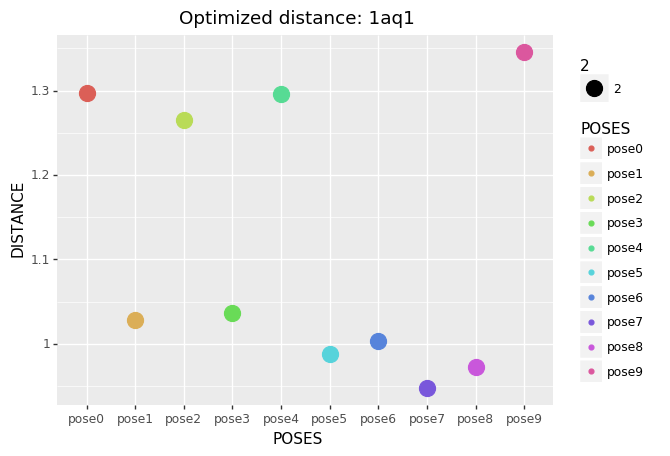 Optimized distance: 1aq1
DISTANCE
1.3
1.2
1.1
1
pose0 pose1 pose2 pose3 pose4 pose5 pose6 pose7 pose8 pose9
POSES
2
2
POSES
pose0
pose1
pose2
pose3
pose4
pose5
pose6
pose7
pose8
pose9